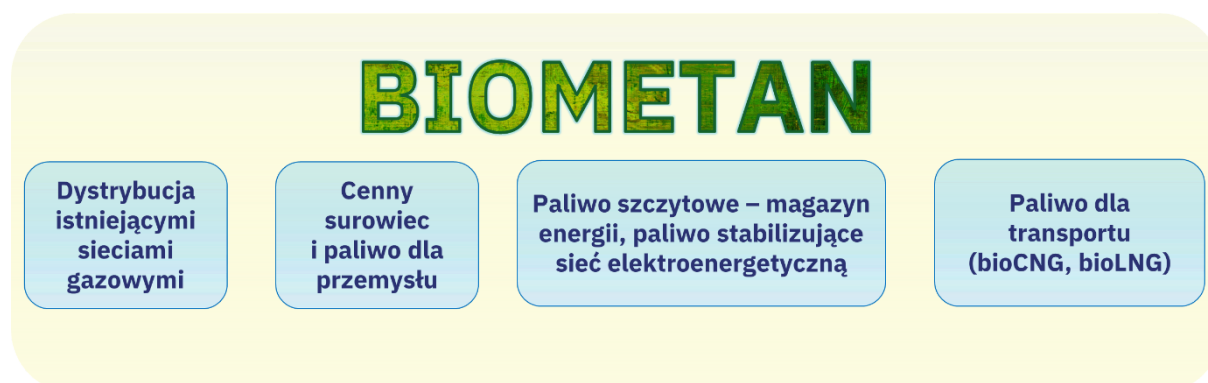 BIOMETAN
Dystrybucja
istniejącymi
sieciami
gazowymi
Cenny
surowiec
i paliwo dla
przemysłu
Paliwo szczytowe – magazyn
energii, paliwo stabilizujące
sieć elektroenergetyczną
Paliwo dla
transportu
(bioCNG, bioLNG)